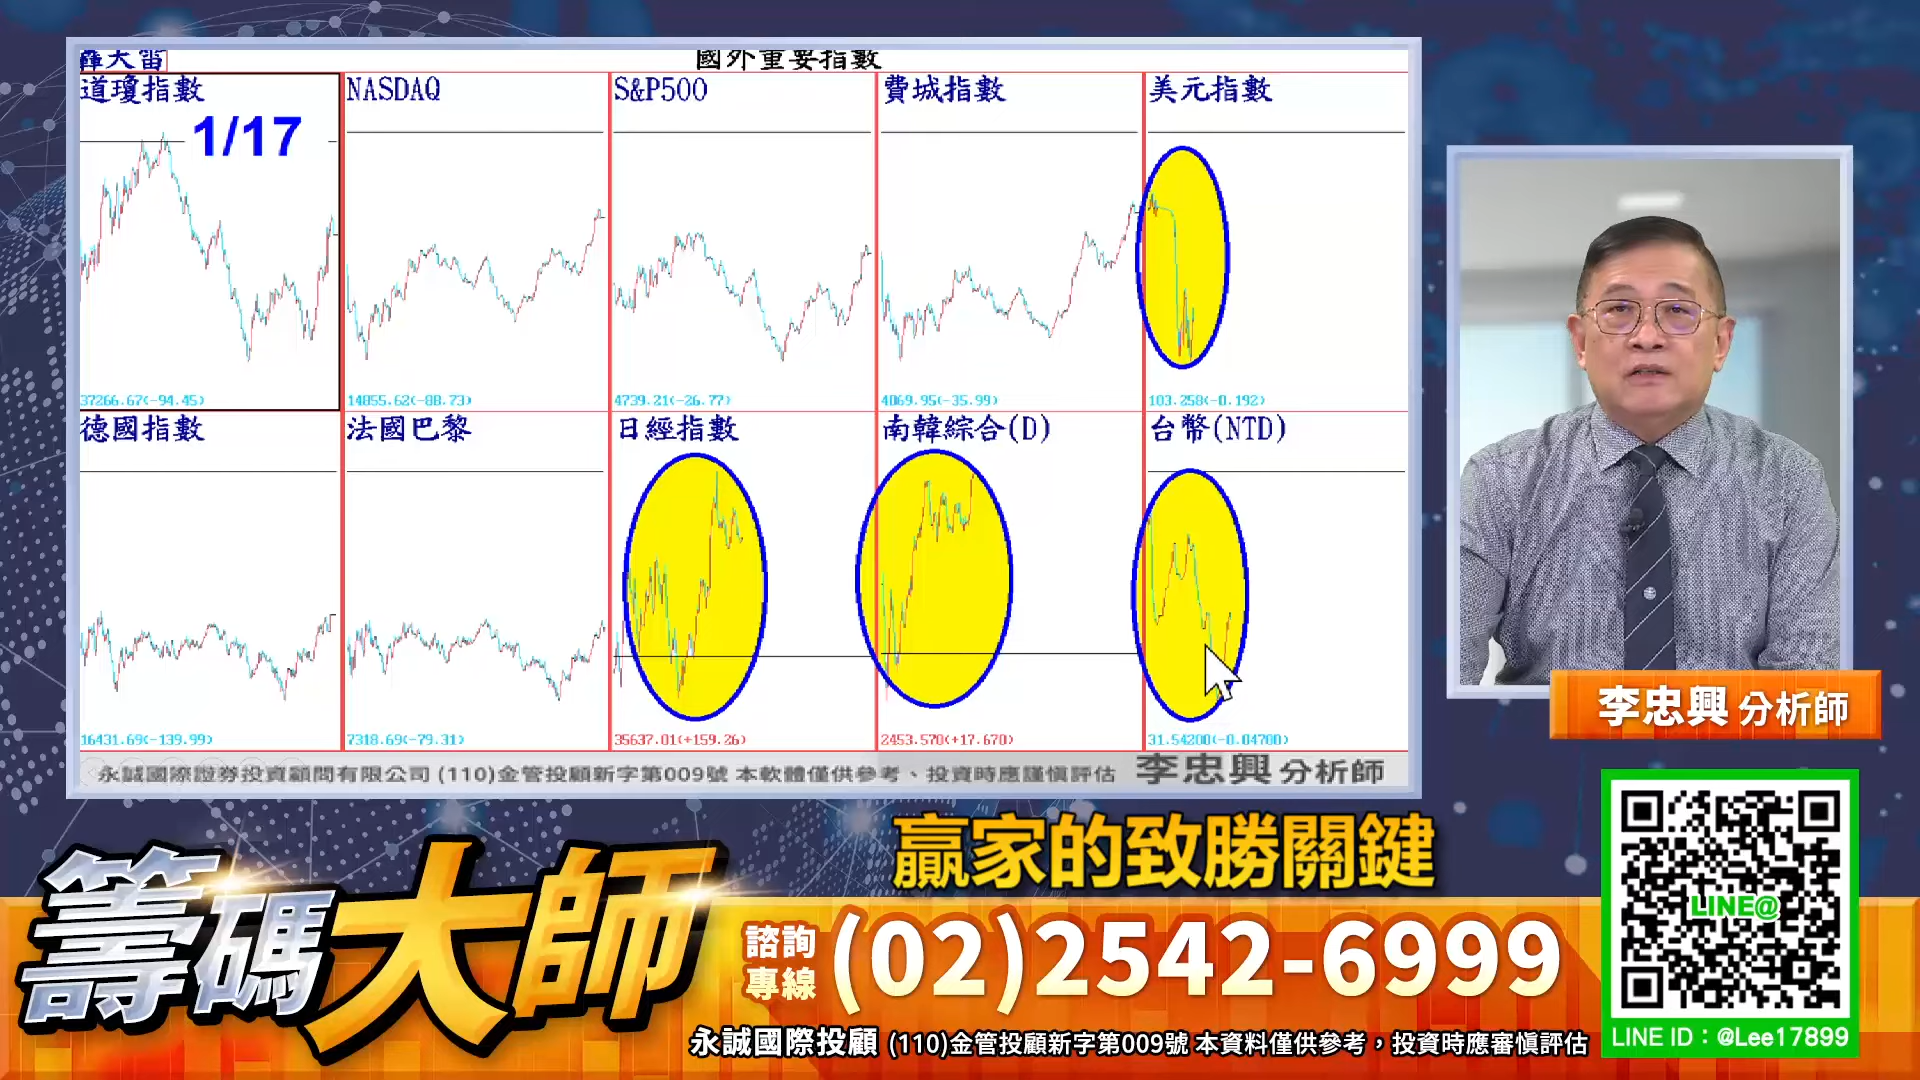 霹大雷
國外重要指數
道瓊指數
1/17
NASDAQ
S&P500
費城指數
美元指數
37266.67(-94.45)
14855.62(-88.73)
4739.21(-26.77)
4069.95(-35.99)
103.258(-0.192)
德國指數
法國巴黎
日經指數
南韓綜合(D)
台幣(NTD)
16431.69(-139.99)
7318.69(-79.31)
35637.01(+159.26)
2453.570(+17.670)
31.54200(-0.04700)
永誠國際證券投資顧問有限公司 (110)金管投顧新字第009號 本軟體僅供參考、投資時應謹慎評估
李忠興 分析師
李忠興 分析師
贏家的致勝關鍵
籌碼大師
諮詢專線 (02)2542-6999
永誠國際投顧 (110)金管投顧新字第009號 本資料僅供參考,投資時應審慎評估
LINE@
LINE ID：@Lee17899